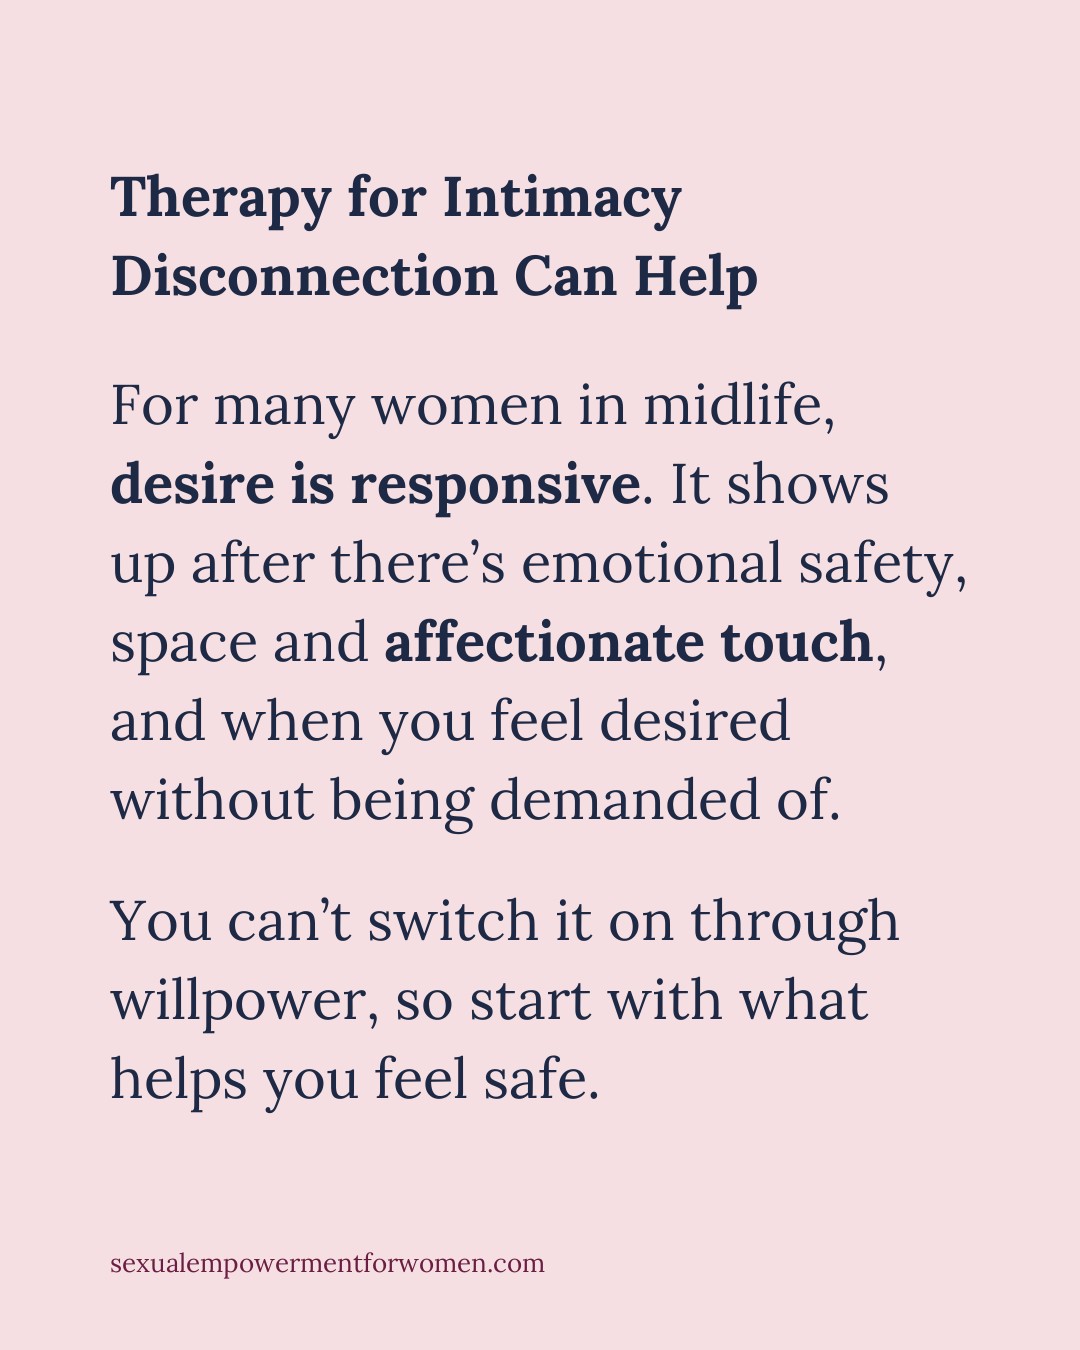 Therapy for Intimacy
Disconnection Can Help
For many women in midlife,
desire is responsive. It shows
up after there’s emotional safety,
space and affectionate touch,
and when you feel desired
without being demanded of.
You can’t switch it on through
willpower, so start with what
helps you feel safe.
sexualempowermentforwomen.com